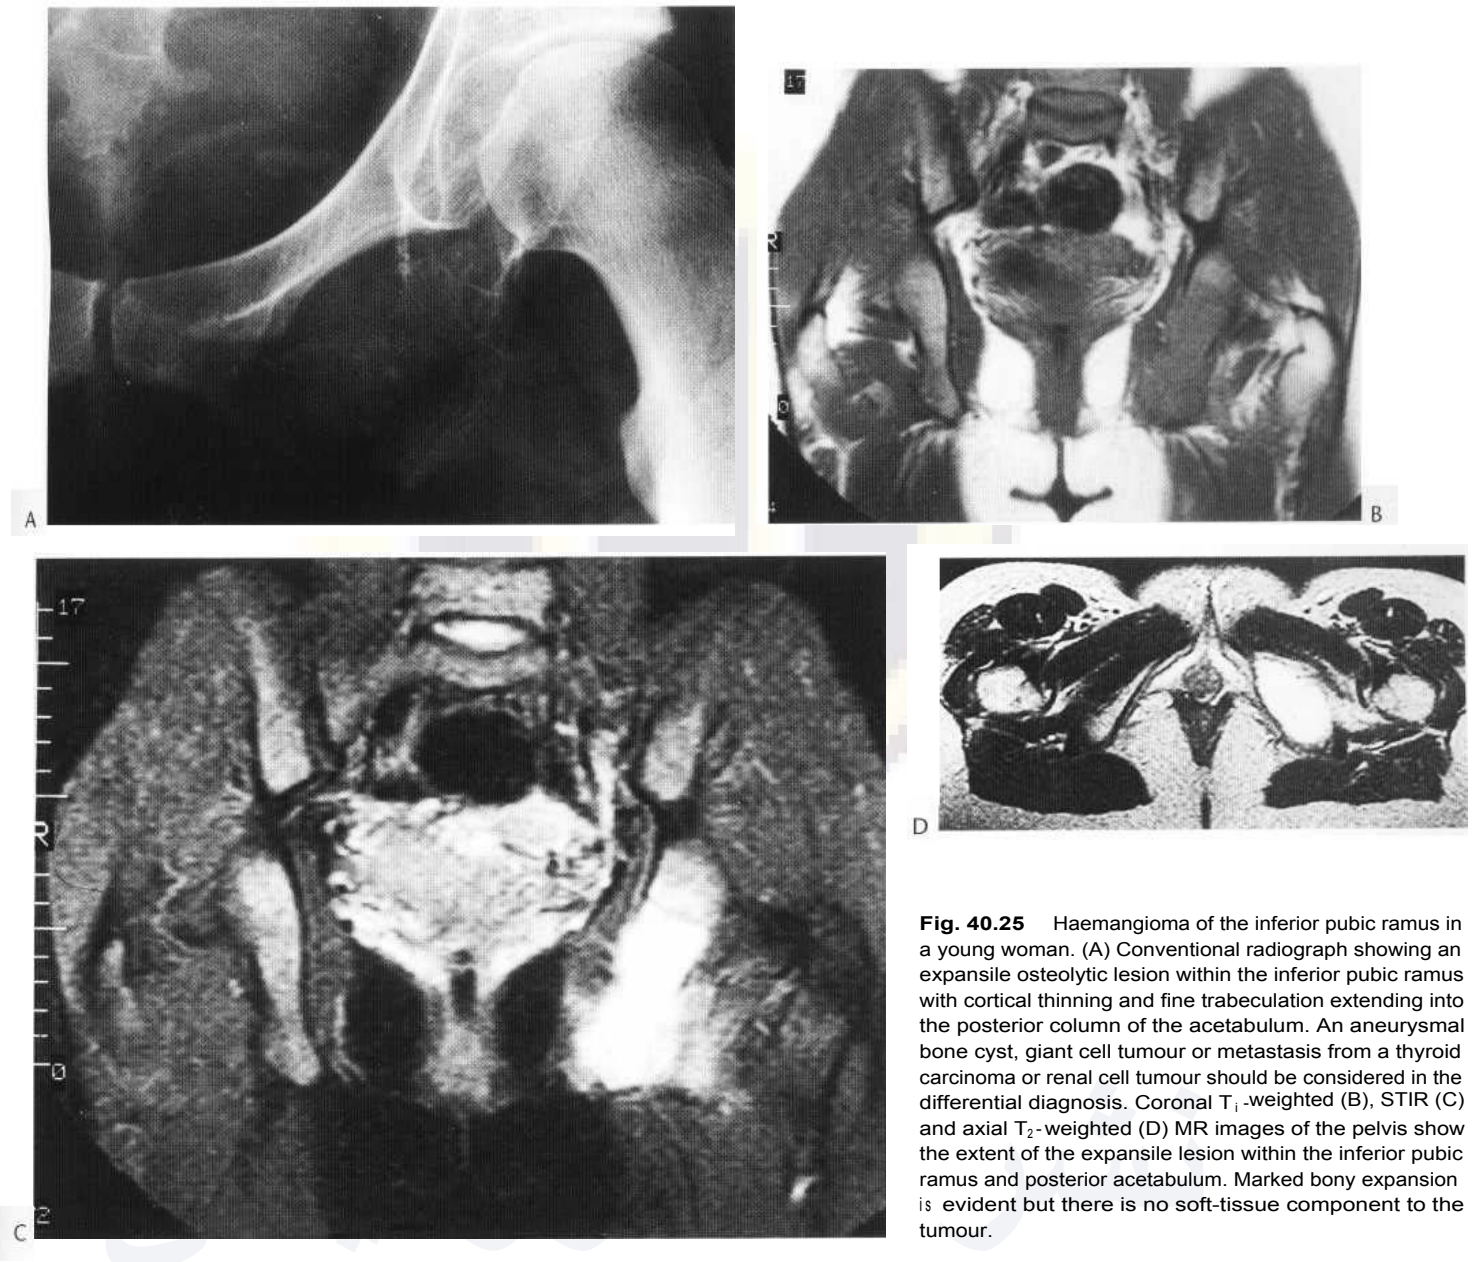 A
17
R
0
B
17
R
0
2
C
D
Fig. 40.25 Haemangioma of the inferior pubic ramus in
a young woman. (A) Conventional radiograph showing an
expansile osteolytic lesion within the inferior pubic ramus
with cortical thinning and fine trabeculation extending into
the posterior column of the acetabulum. An aneurysmal
bone cyst, giant cell tumour or metastasis from a thyroid
carcinoma or renal cell tumour should be considered in the
differential diagnosis. Coronal Ti-weighted (B), STIR (C)
and axial T2-weighted (D) MR images of the pelvis show
the extent of the expansile lesion within the inferior pubic
ramus and posterior acetabulum. Marked bony expansion
is evident but there is no soft-tissue component to the
tumour.